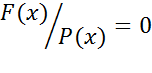 F(x)/P(x) = 0